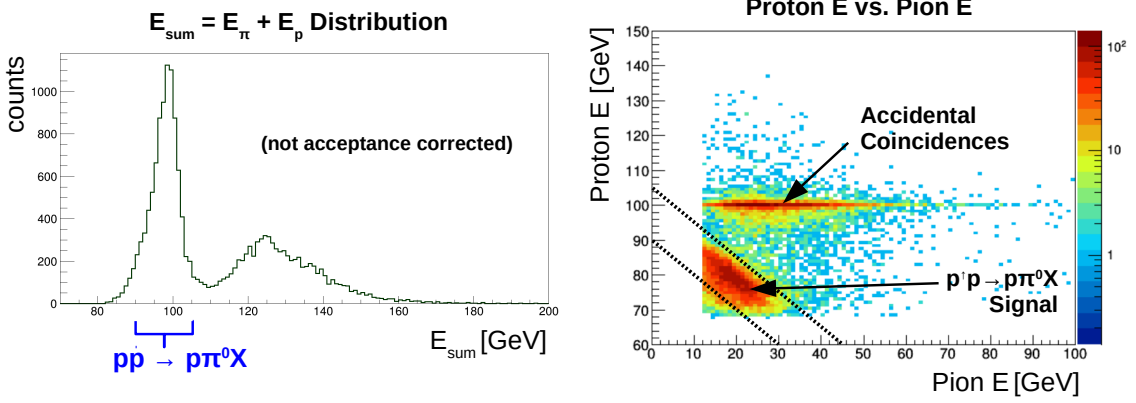 E_sum = E_π + E_p Distribution
counts
1000
800
600
400
200
0
(not acceptance corrected)
80 100 120 140 160 180 200
E_sum [GeV]
pṗ → pπ⁰X
Proton E vs. Pion E
Proton E [GeV]
150
140
130
120
110
100
90
80
70
60
Accidental
Coincidences
p↑p→pπ⁰X
Signal
0 10 20 30 40 50 60 70 80 90 100
Pion E [GeV]
10²
10
1